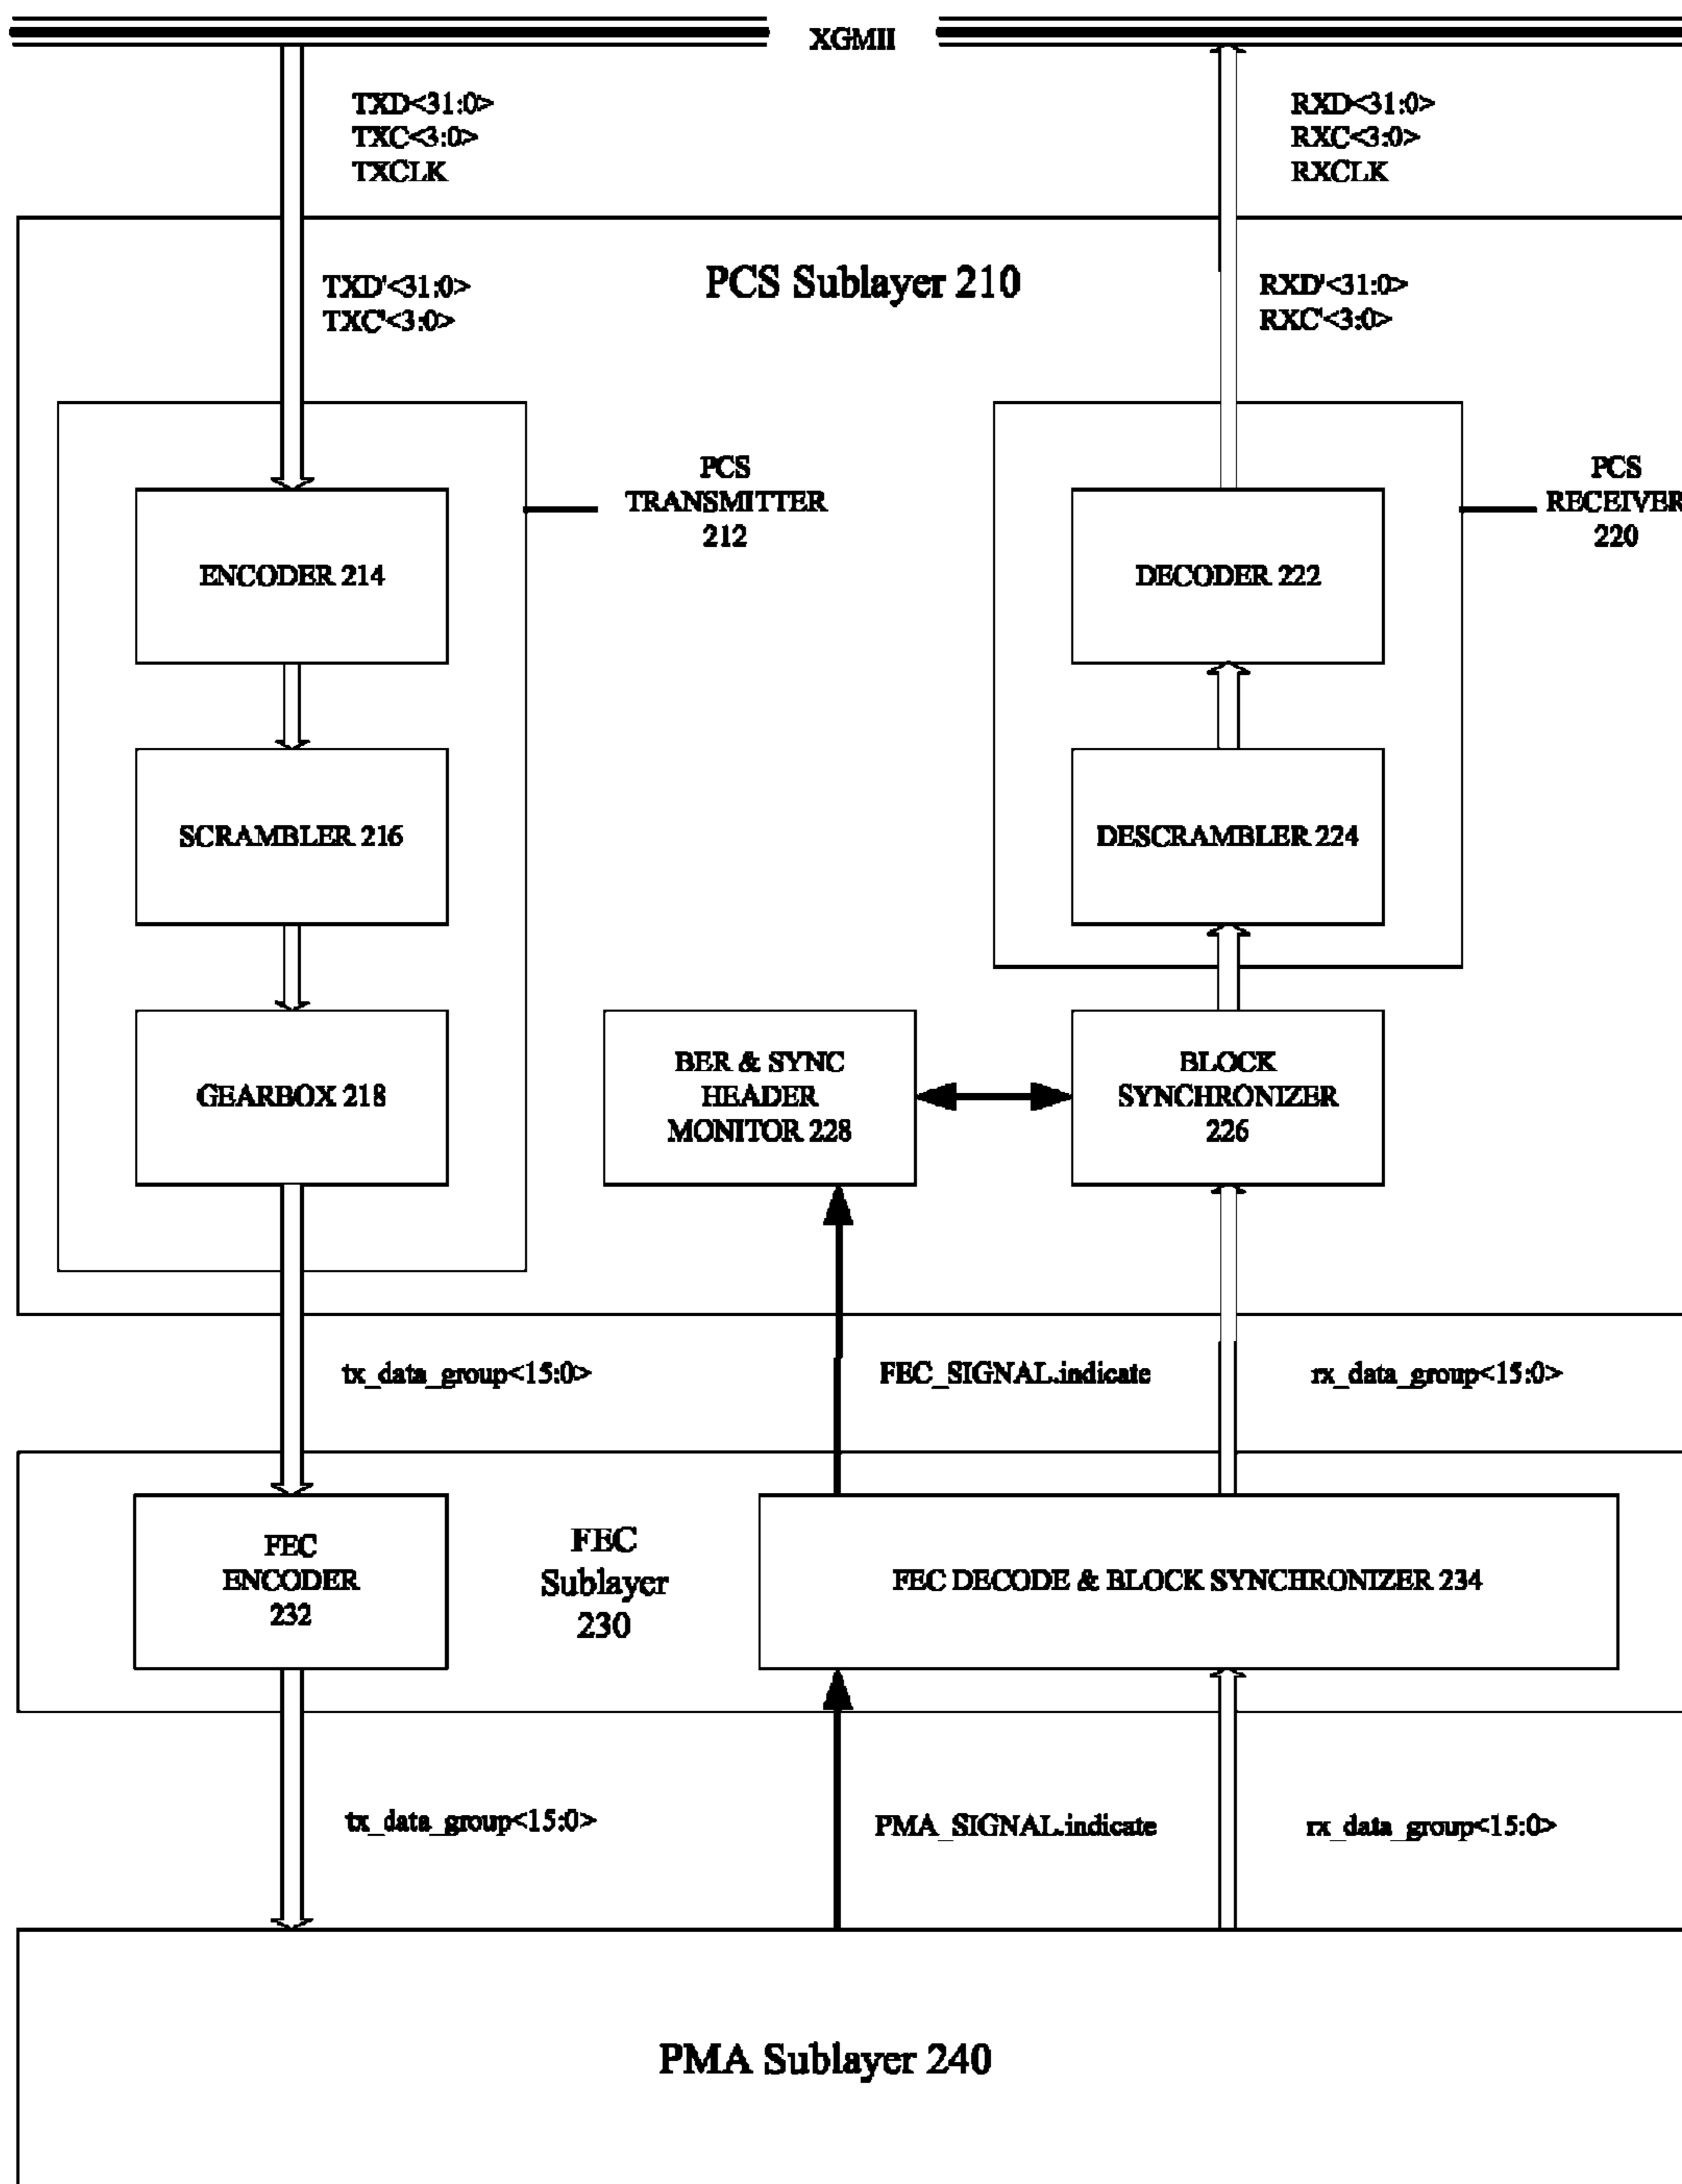 XGMII
TXD<31:0>
TXC<3:0>
TXCLK
RXD<31:0>
RXC<3:0>
RXCLK
PCS Sublayer 210
TXD'<31:0>
TXC'<3:0>
RXD'<31:0>
RXC'<3:0>
PCS
TRANSMITTER
212
PCS
RECEIVER
220
ENCODER 214
DECODER 222
SCRAMBLER 216
DESCRAMBLER 224
GEARBOX 218
BER & SYNC
HEADER
MONITOR 228
BLOCK
SYNCHRONIZER
226
tx_data_group<15:0>
FEC_SIGNAL.indicate
rx_data_group<15:0>
FEC
ENCODER
232
FEC
Sublayer
230
FEC DECODE & BLOCK SYNCHRONIZER 234
tx_data_group<15:0>
PMA_SIGNAL.indicate
rx_data_group<15:0>
PMA Sublayer 240